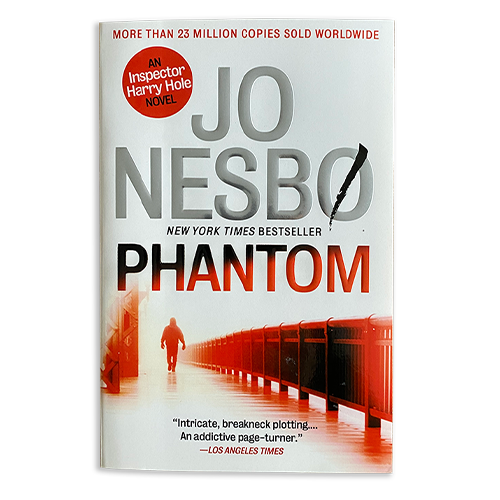 MORE THAN 23 MILLION COPIES SOLD WORLDWIDE
AN
Inspector
Harry Hole
NOVEL
JO
NESBØ
NEW YORK TIMES BESTSELLER
PHANTOM
“Intricate, breakneck plotting....
An addictive page-turner.”
—LOS ANGELES TIMES